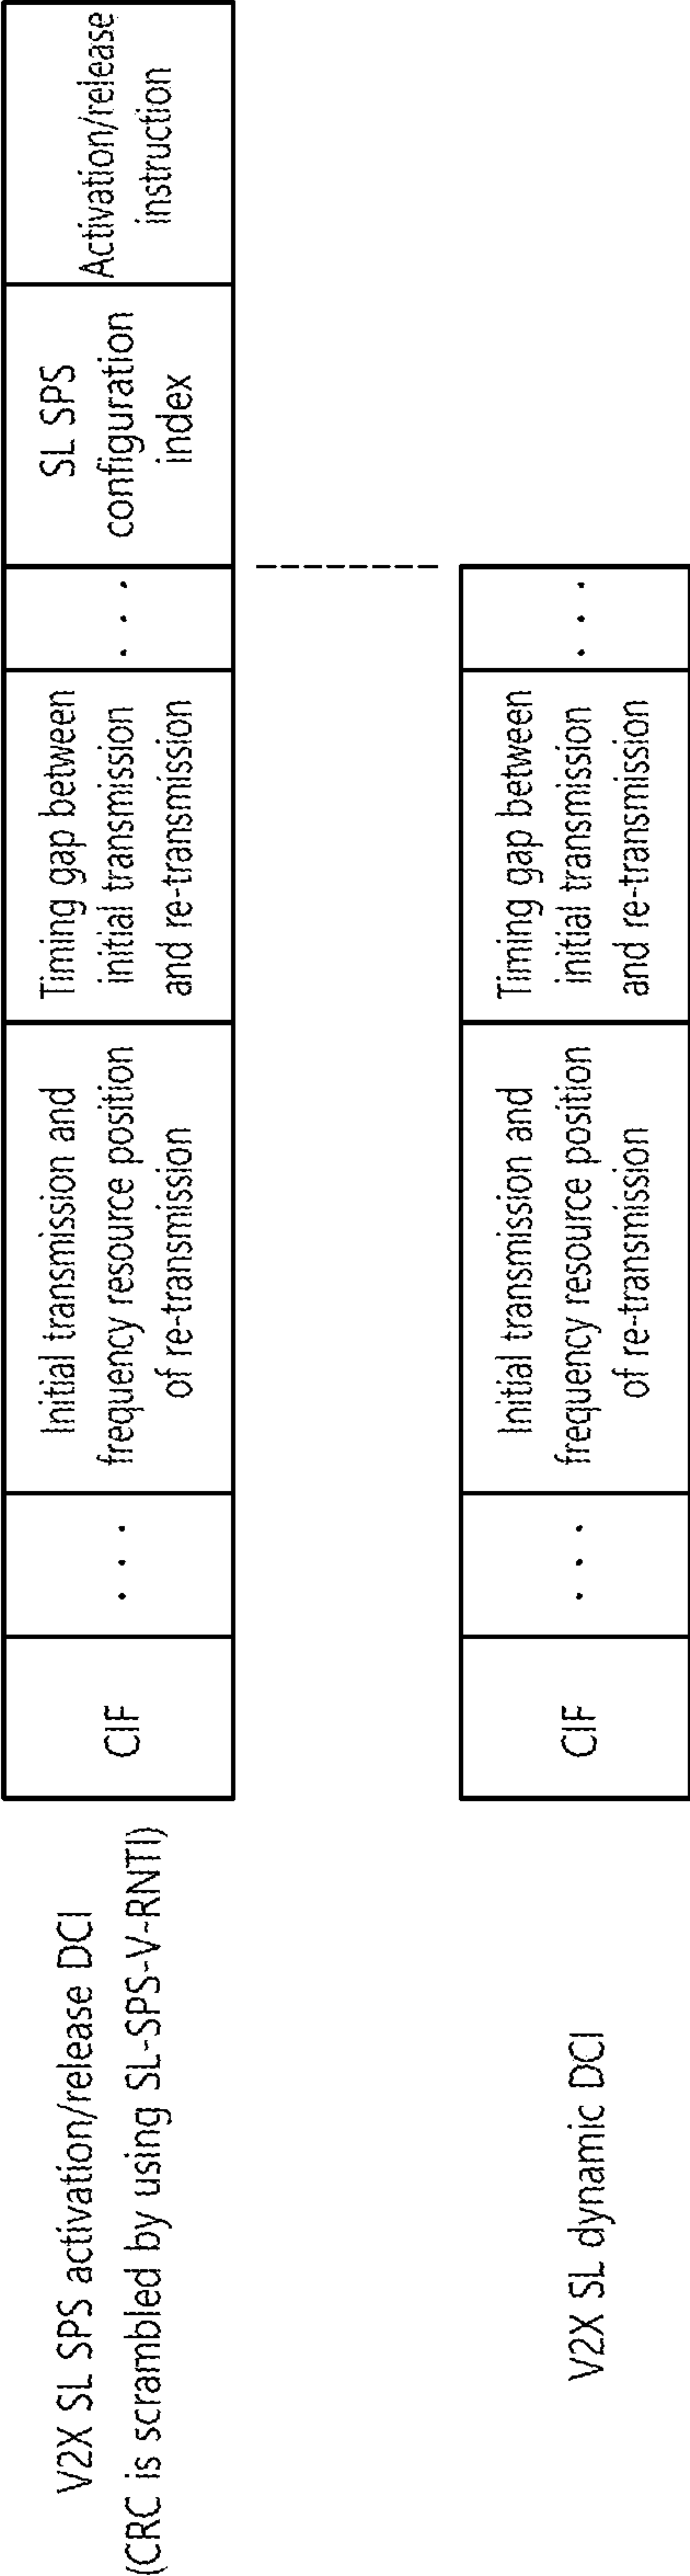 V2X SL SPS activation/release DCI
(CRC is scrambled by using SL-SPS-V-RNTI)
CIF
. . .
Initial transmission and
frequency resource position
of re-transmission
Timing gap between
initial transmission
and re-transmission
. . .
SL SPS
configuration
index
Activation/release
instruction
V2X SL dynamic DCI
CIF
. . .
Initial transmission and
frequency resource position
of re-transmission
Timing gap between
initial transmission
and re-transmission
. . .